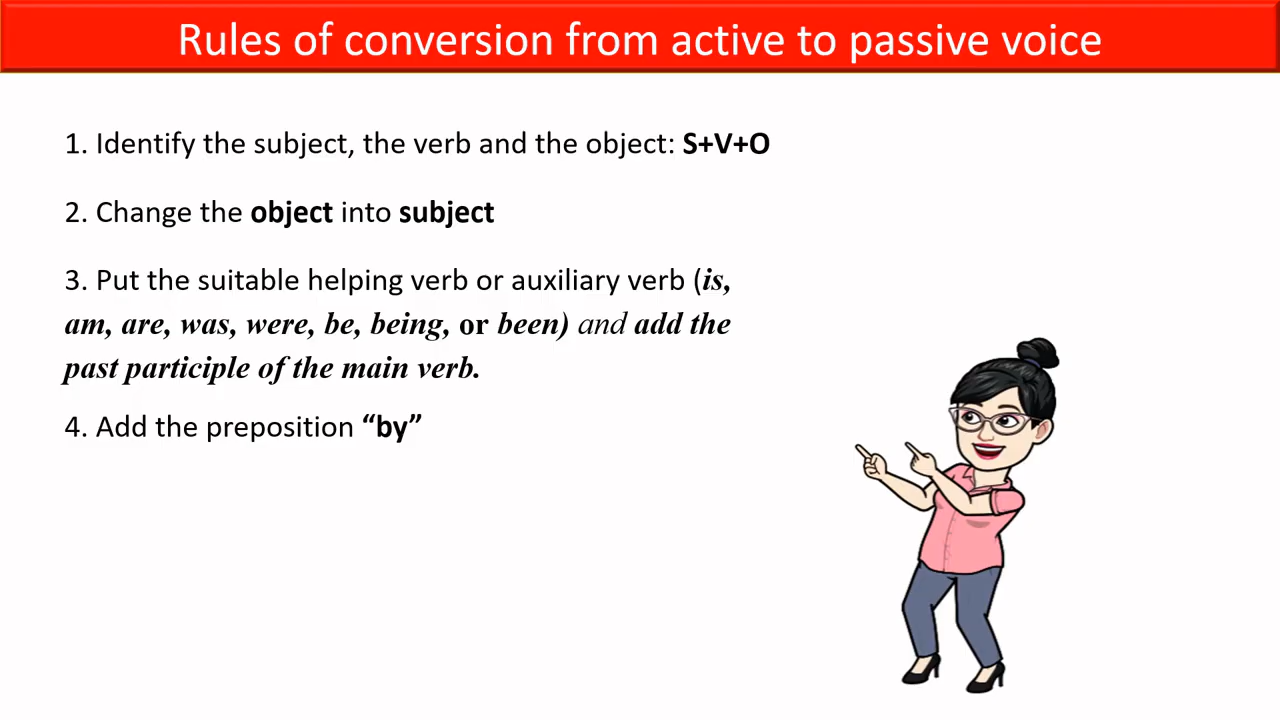 Rules of conversion from active to passive voice
1. Identify the subject, the verb and the object: S+V+O
2. Change the object into subject
3. Put the suitable helping verb or auxiliary verb (is,
am, are, was, were, be, being, or been) and add the
past participle of the main verb.
4. Add the preposition “by”